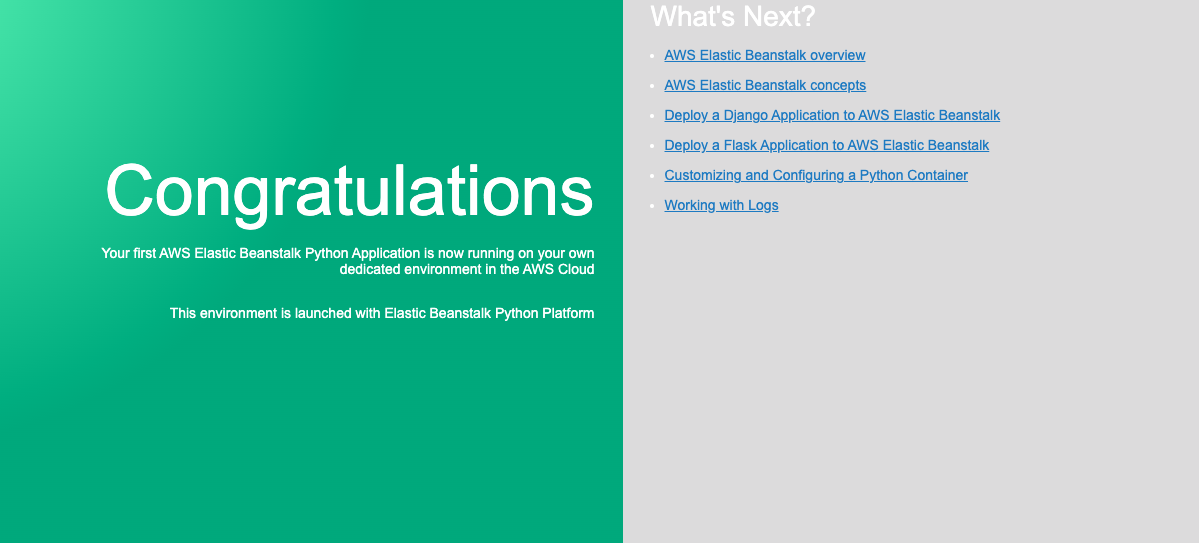 Congratulations
Your first AWS Elastic Beanstalk Python Application is now running on your own
dedicated environment in the AWS Cloud
This environment is launched with Elastic Beanstalk Python Platform
What's Next?
AWS Elastic Beanstalk overview
AWS Elastic Beanstalk concepts
Deploy a Django Application to AWS Elastic Beanstalk
Deploy a Flask Application to AWS Elastic Beanstalk
Customizing and Configuring a Python Container
Working with Logs